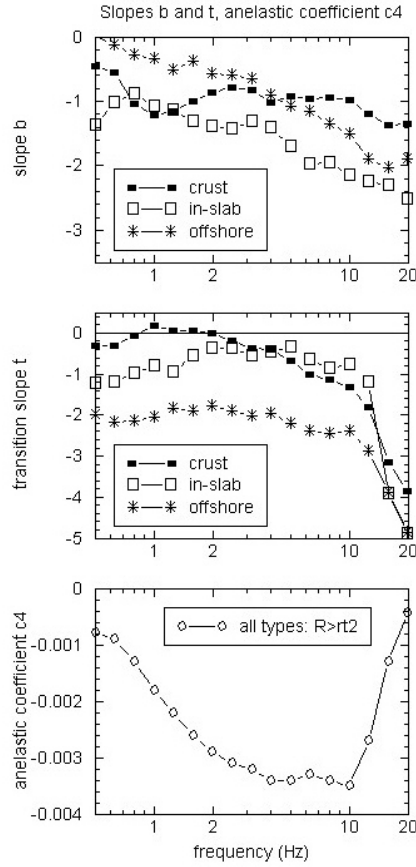 Slopes b and t, anelastic coefficient c4
0
-1
-2
-3
slope b
crust
in-slab
offshore
1
2
10
20
0
-1
-2
-3
-4
-5
transition slope t
crust
in-slab
offshore
1
2
10
20
0
-0.001
-0.002
-0.003
-0.004
anelastic coefficient c4
all types: R>rt2
1
2
10
20
frequency (Hz)